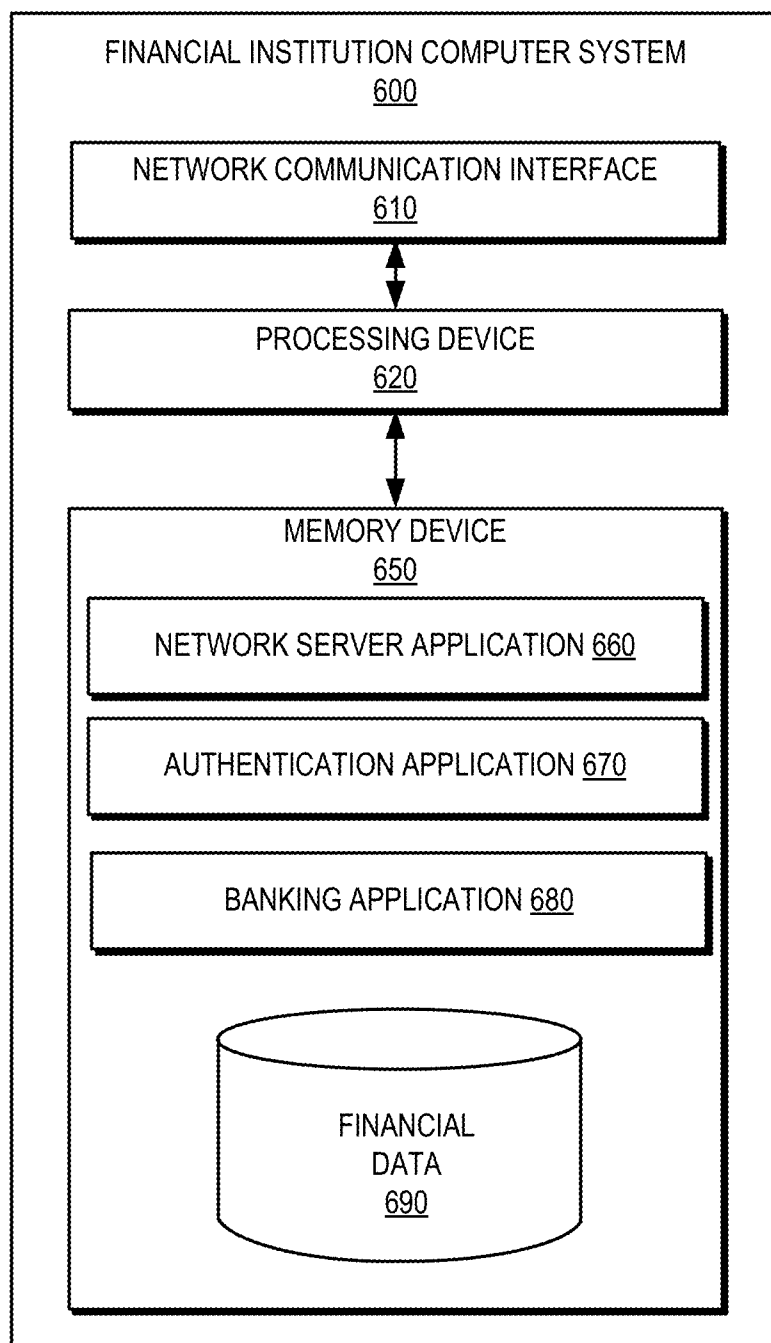 FINANCIAL INSTITUTION COMPUTER SYSTEM
600
NETWORK COMMUNICATION INTERFACE
610
PROCESSING DEVICE
620
MEMORY DEVICE
650
NETWORK SERVER APPLICATION 660
AUTHENTICATION APPLICATION 670
BANKING APPLICATION 680
FINANCIAL
DATA
690